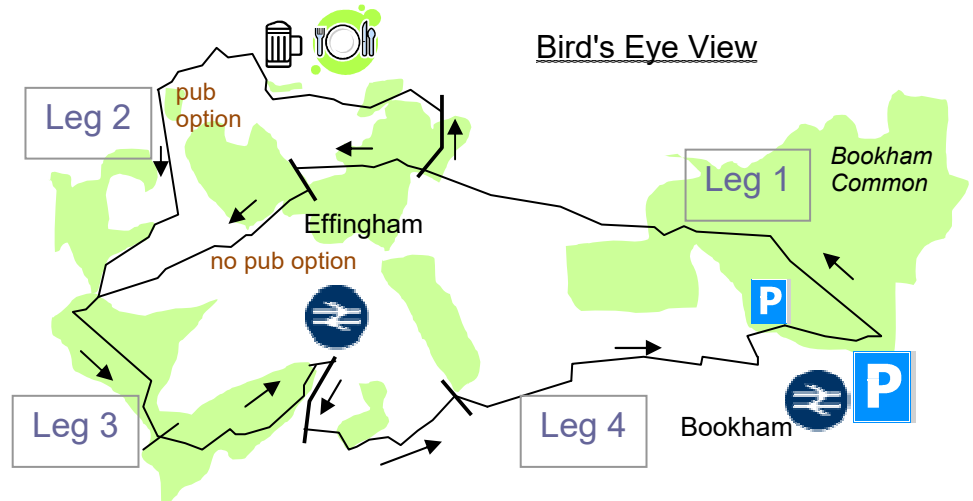 Bird's Eye View
pub
option
Leg 2
Bookham
Common
Leg 1
Effingham
no pub option
P
P
Leg 3
Leg 4
Bookham